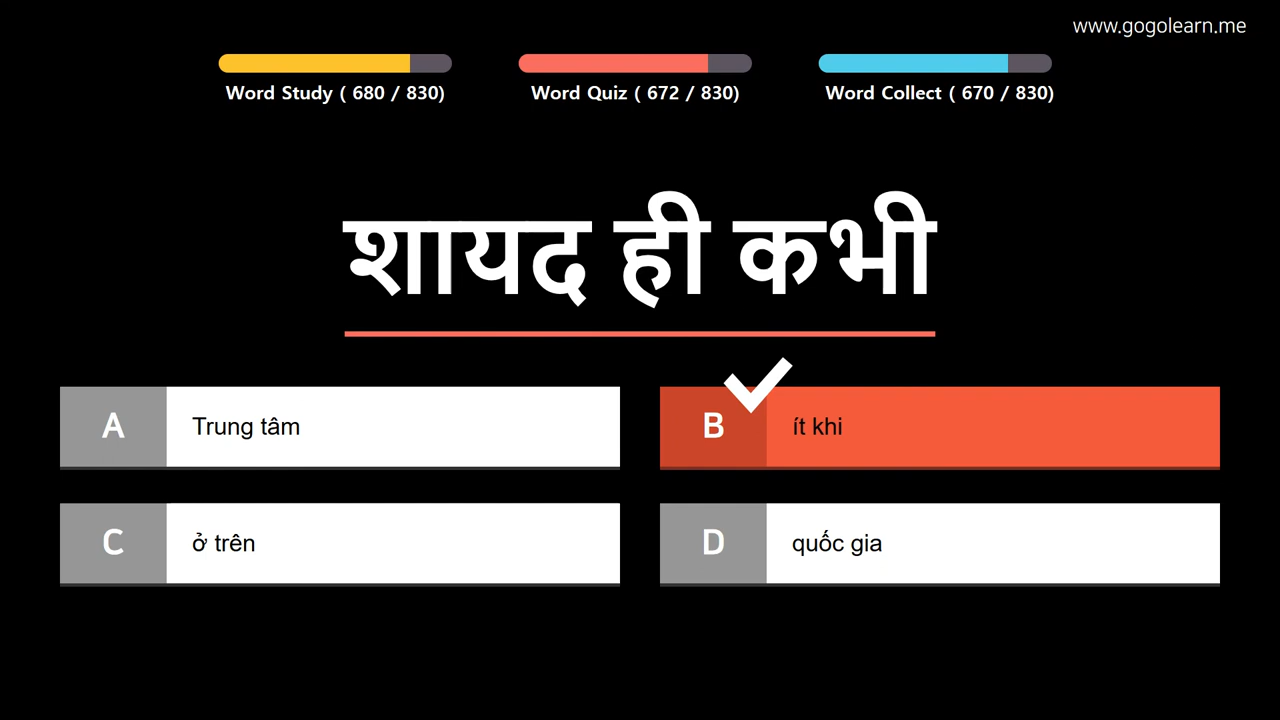 www.gogolearn.me
Word Study ( 680 / 830)
Word Quiz ( 672 / 830)
Word Collect ( 670 / 830)
शायद ही कभी
A
Trung tâm
B
ít khi
C
ở trên
D
quốc gia